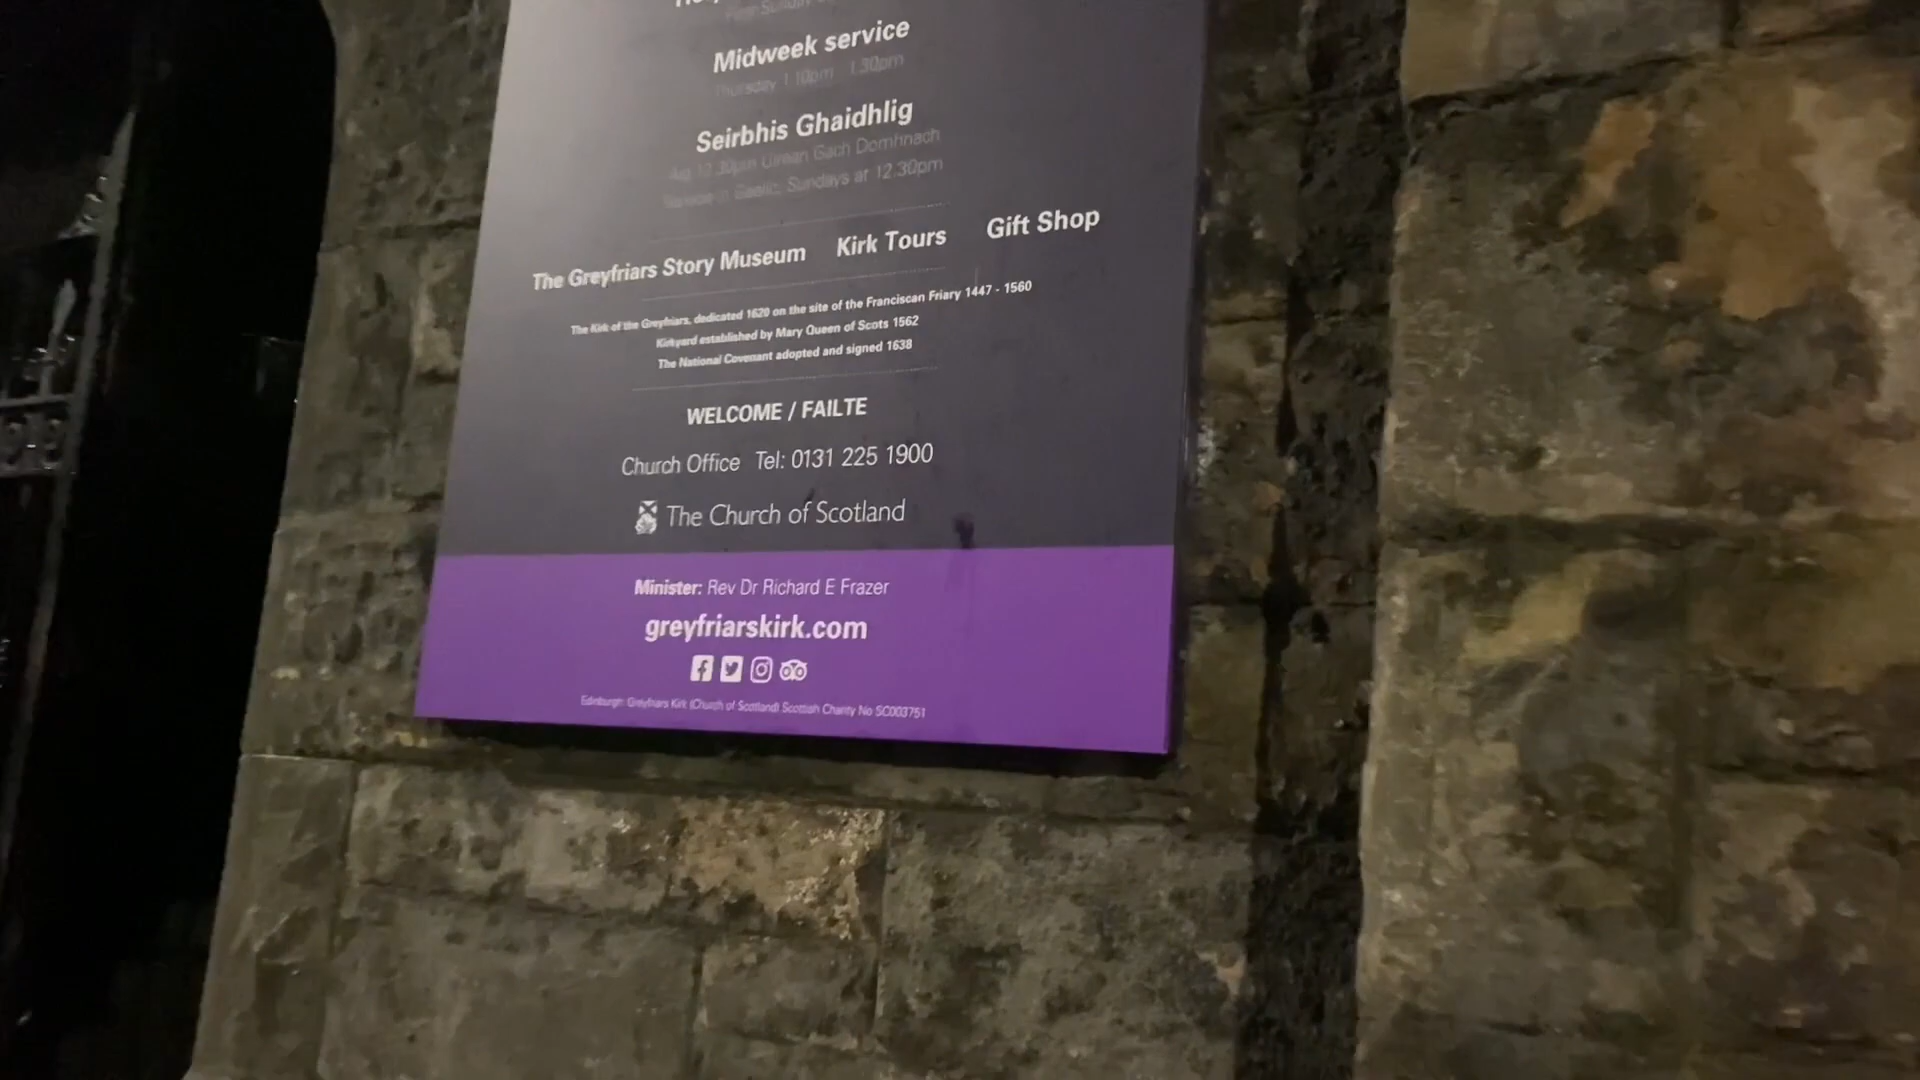 Midweek service
Thursday 1.10pm 1.30pm
Seirbhis Ghaidhlig
Aig 12.30pm Gach Domhnach
Service in Gaelic, Sundays at 12.30pm
The Greyfriars Story Museum Kirk Tours Gift Shop
The Kirk of the Greyfriars, dedicated 1620 on the site of the Franciscan Friary 1447 - 1560
Kirkyard established by Mary Queen of Scots 1562
The National Covenant adopted and signed 1638
WELCOME / FAILTE
Church Office Tel: 0131 225 1900
The Church of Scotland
Minister: Rev Dr Richard E Frazer
greyfriarskirk.com
Edinburgh: Greyfriars Kirk (Church of Scotland) Scottish Charity No SC003751